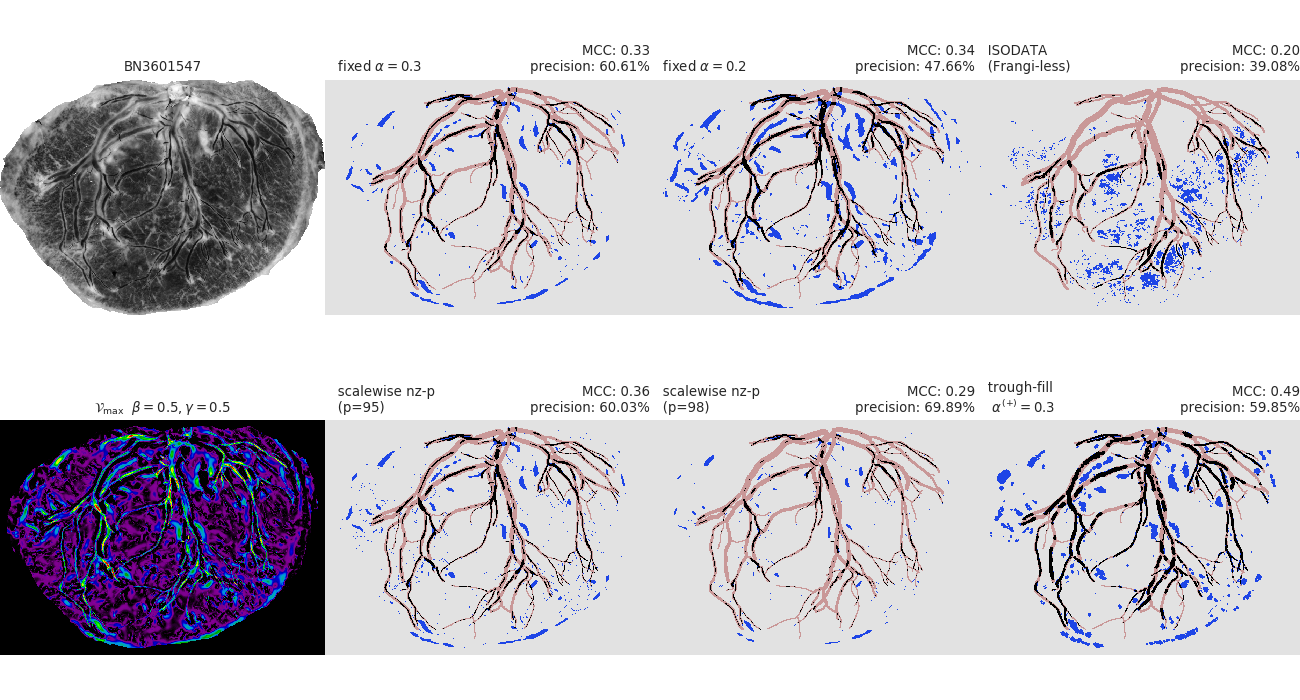 BN3601547
fixed α = 0.3
MCC: 0.33
precision: 60.61%
fixed α = 0.2
MCC: 0.34
precision: 47.66%
ISODATA
(Frangi-less)
MCC: 0.20
precision: 39.08%
𝒱max β = 0.5, γ = 0.5
scalewise nz-p
(p=95)
MCC: 0.36
precision: 60.03%
scalewise nz-p
(p=98)
MCC: 0.29
precision: 69.89%
trough-fill
α(+) = 0.3
MCC: 0.49
precision: 59.85%